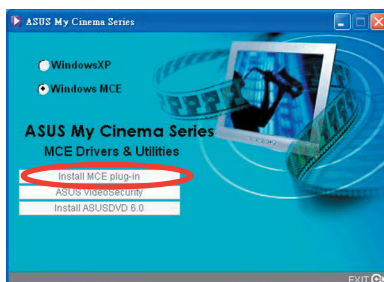 ASUS My Cinema Series
WindowsXP
Windows MCE
ASUS My Cinema Series
MCE Drivers & Utilities
Install MCE plug-in
ASUS VideoSecurity
Install ASUSDVD 6.0
EXIT